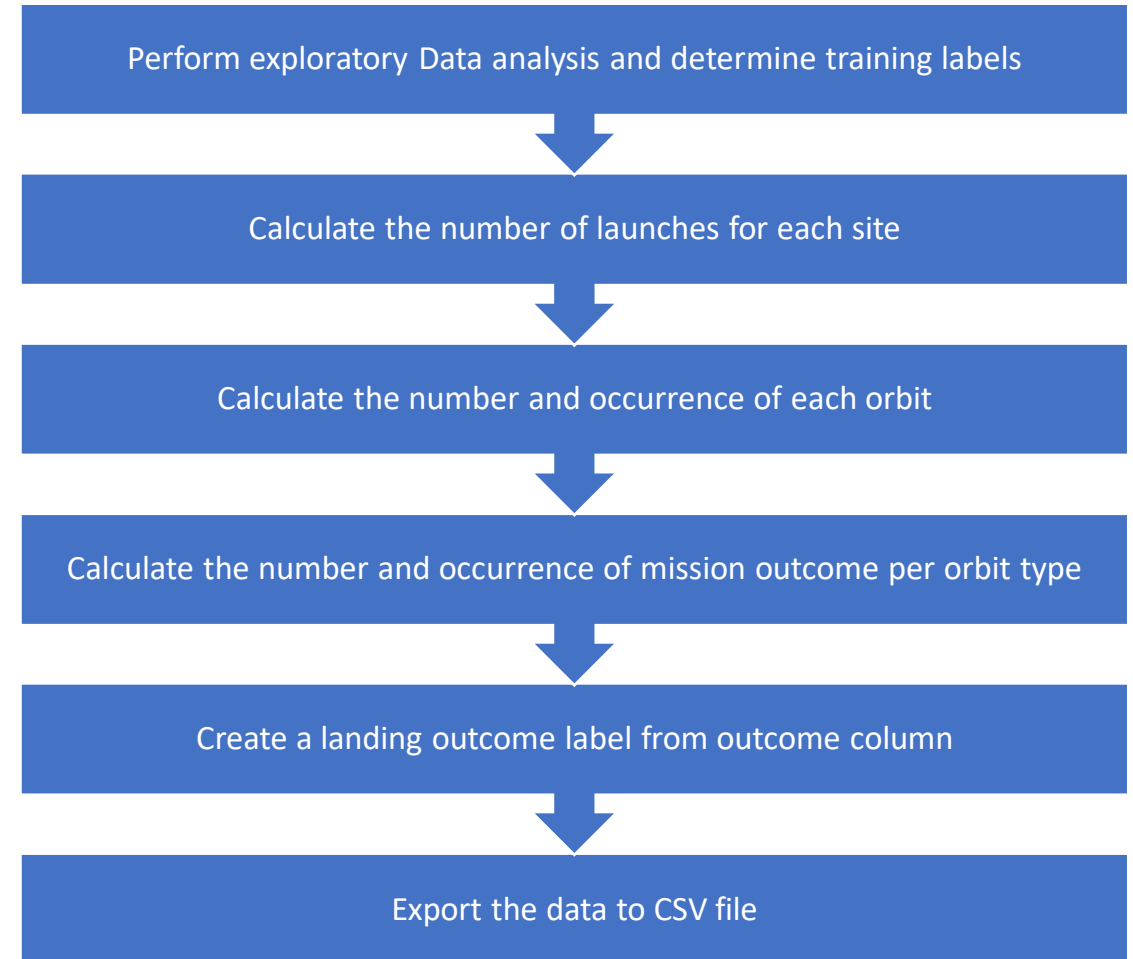 Perform exploratory Data analysis and determine training labels
Calculate the number of launches for each site
Calculate the number and occurrence of each orbit
Calculate the number and occurrence of mission outcome per orbit type
Create a landing outcome label from outcome column
Export the data to CSV file